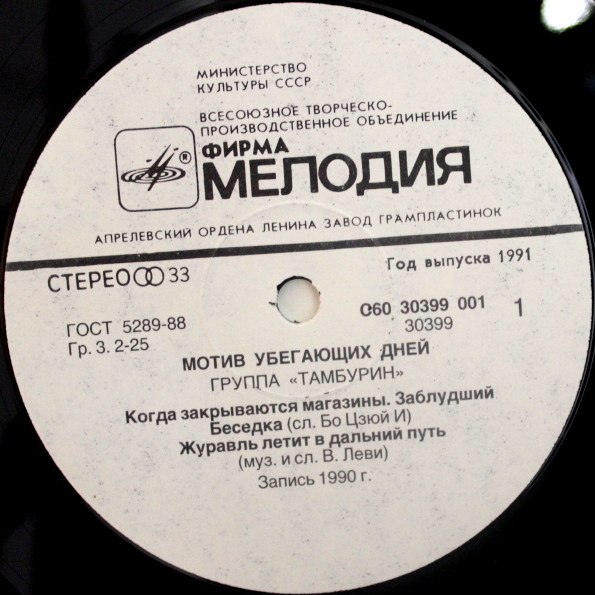 МИНИСТЕРСТВО
КУЛЬТУРЫ СССР
ВСЕСОЮЗНОЕ ТВОРЧЕСКО-
ПРОИЗВОДСТВЕННОЕ ОБЪЕДИНЕНИЕ
ФИРМА
® МЕЛОДИЯ
АПРЕЛЕВСКИЙ ОРДЕНА ЛЕНИНА ЗАВОД ГРАМПЛАСТИНОК
СТЕРЕО 33
Год выпуска 1991
ГОСТ 5289-88
Гр. 3. 2-25
С60 30399 001
30399
1
МОТИВ УБЕГАЮЩИХ ДНЕЙ
ГРУППА «ТАМБУРИН»
Когда закрываются магазины. Заблудший
Беседка (сл. Бо Цзюй И)
Журавль летит в дальний путь
(муз. и сл. В. Леви)
Запись 1990 г.